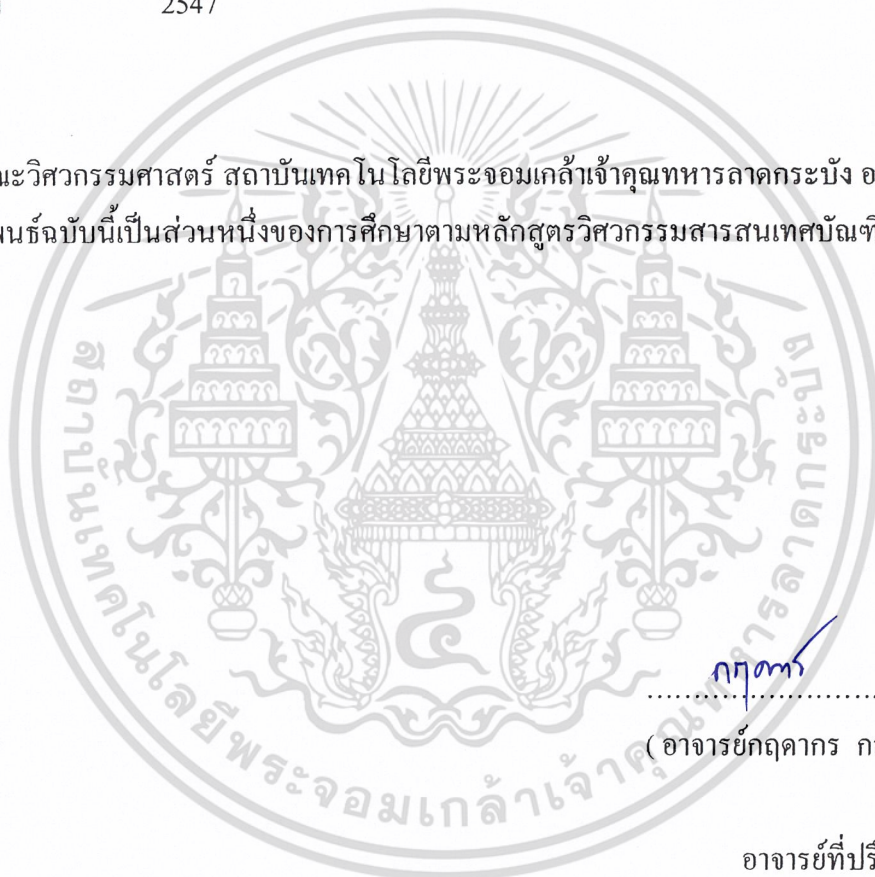 2547
ณะวิศวกรรมศาสตร์ สถาบันเทคโนโลยีพระจอมเกล้าเจ้าคุณทหารลาดกระบัง อ
พนธ์ฉบับนี้เป็นส่วนหนึ่งของการศึกษาตามหลักสูตรวิศวกรรมสารสนเทศบัณฑิ
สถาบันเทคโนโลยีพระจอมเกล้าเจ้าคุณทหารลาดกระบัง
๔
กฤดากร
( อาจารย์กฤดากร ก
อาจารย์ที่ปรึ